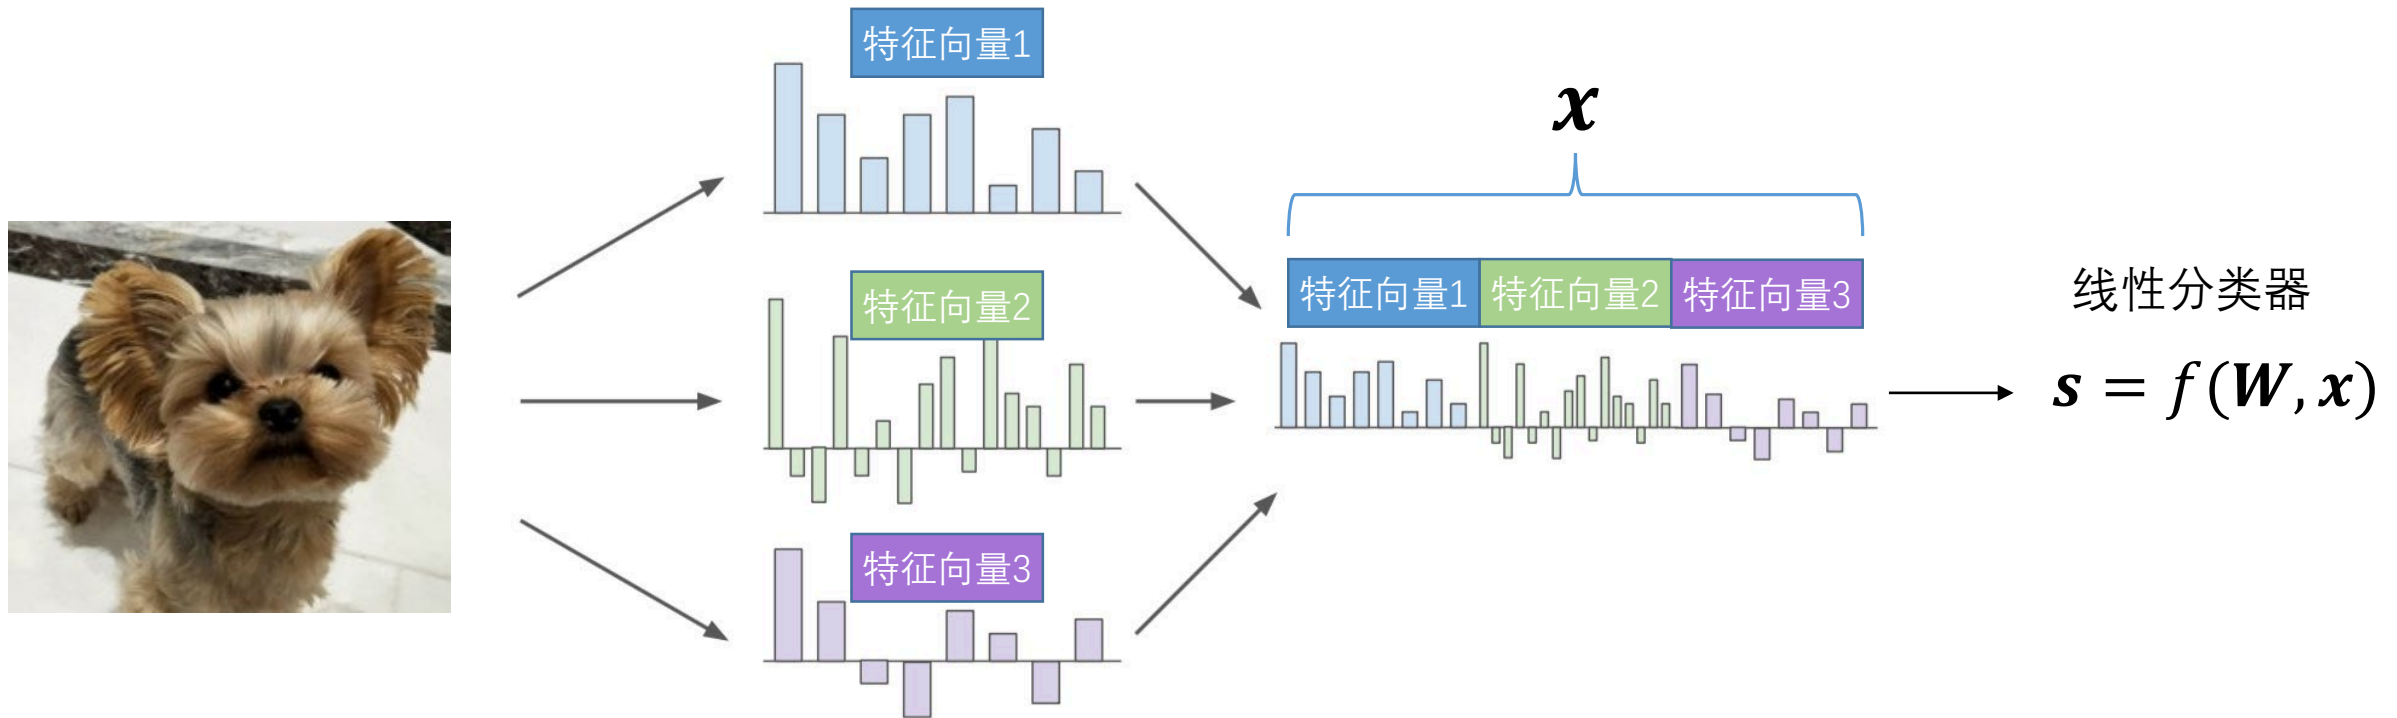 特征向量1
特征向量2
特征向量3
x
特征向量1 特征向量2 特征向量3
线性分类器
s = f(W, x)